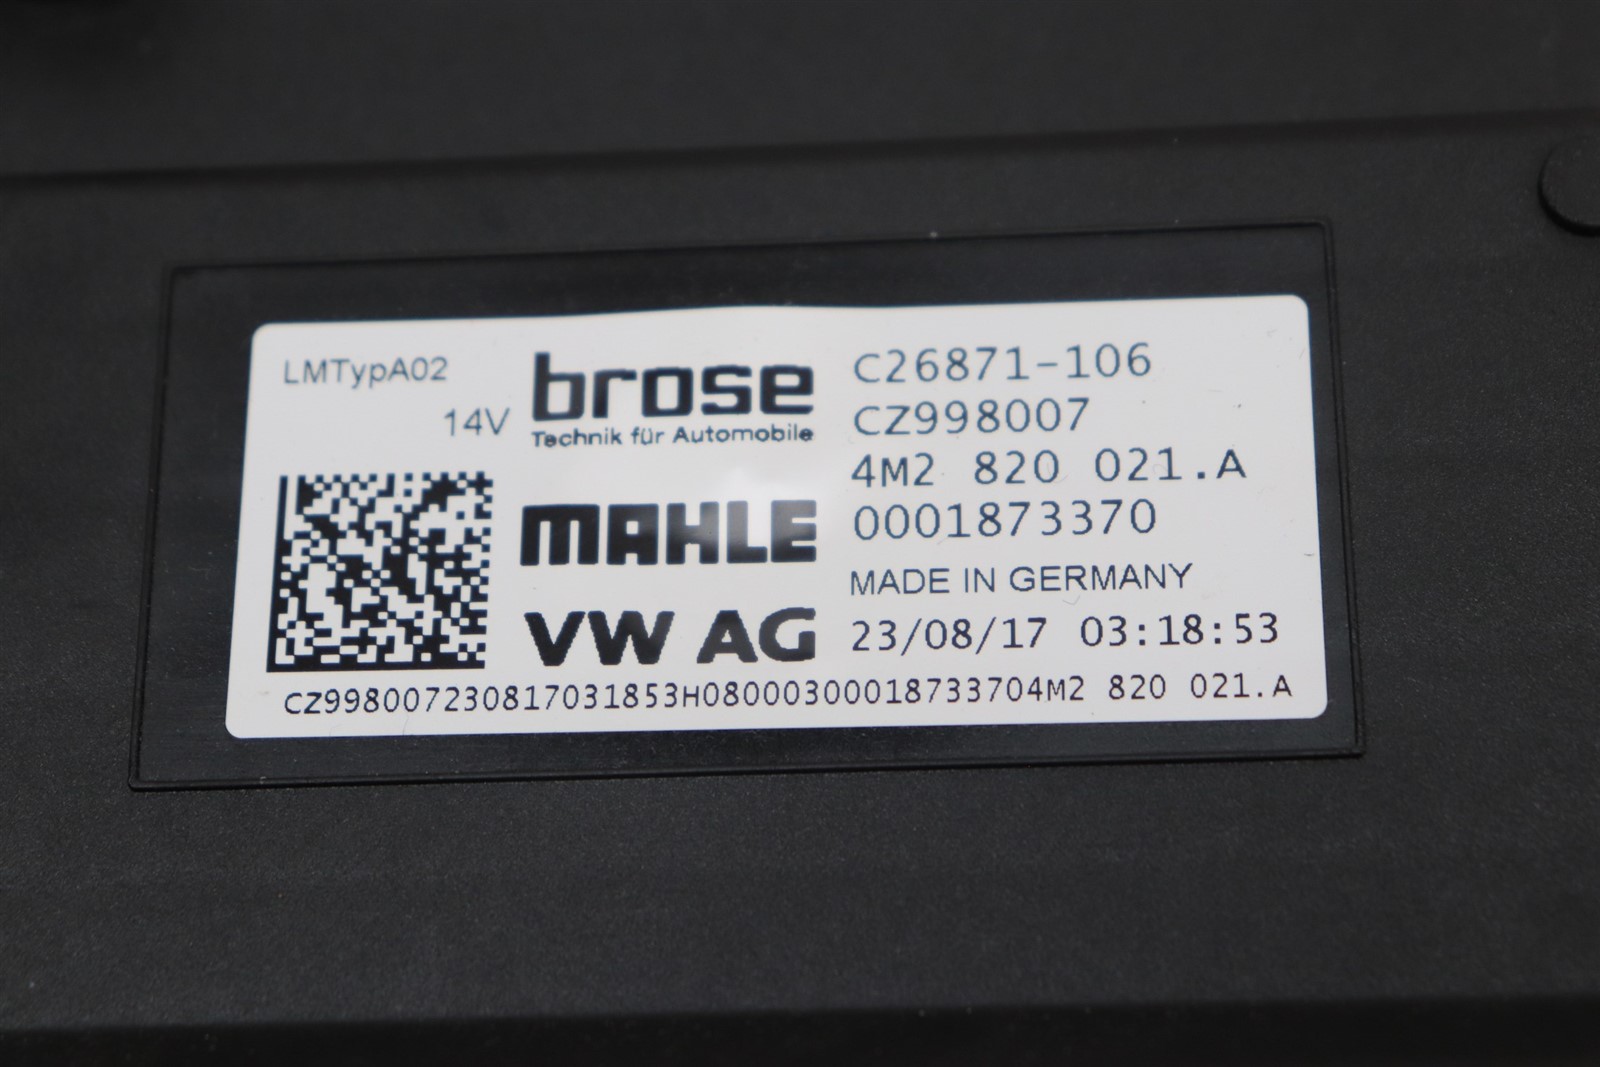 LMTypA02
14V
brose
Technik für Automobile
MAHLE
VW AG
C26871-106
CZ998007
4M2 820 021.A
0001873370
MADE IN GERMANY
23/08/17 03:18:53
CZ998007230817031853H08000300018733704M2 820 021.A